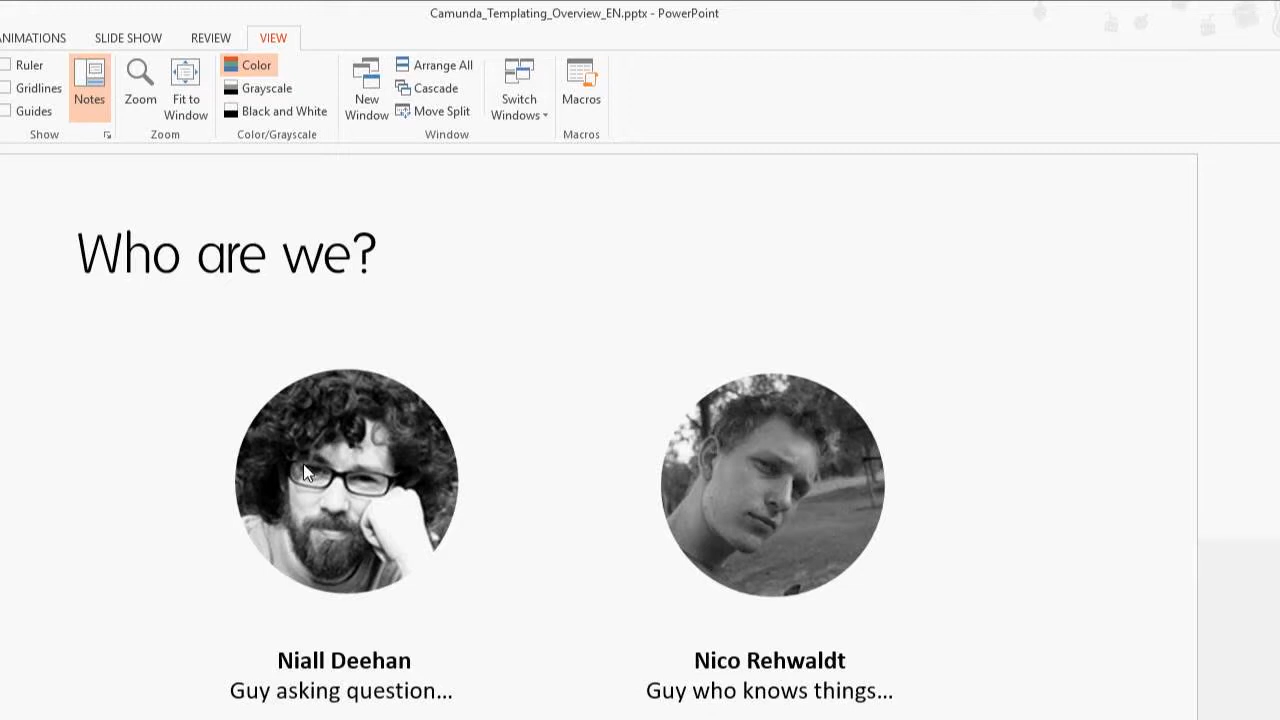 Camunda_Templating_Overview_EN.pptx - PowerPoint
NIMATIONS SLIDE SHOW REVIEW VIEW
Ruler
Gridlines
Guides
Show
Notes
Zoom
Fit to
Window
Zoom
Color
Grayscale
Black and White
Color/Grayscale
New
Window
Arrange All
Cascade
Move Split
Switch
Windows
Window
Macros
Macros
Who are we?
Niall Deehan
Guy asking question...
Nico Rehwaldt
Guy who knows things...